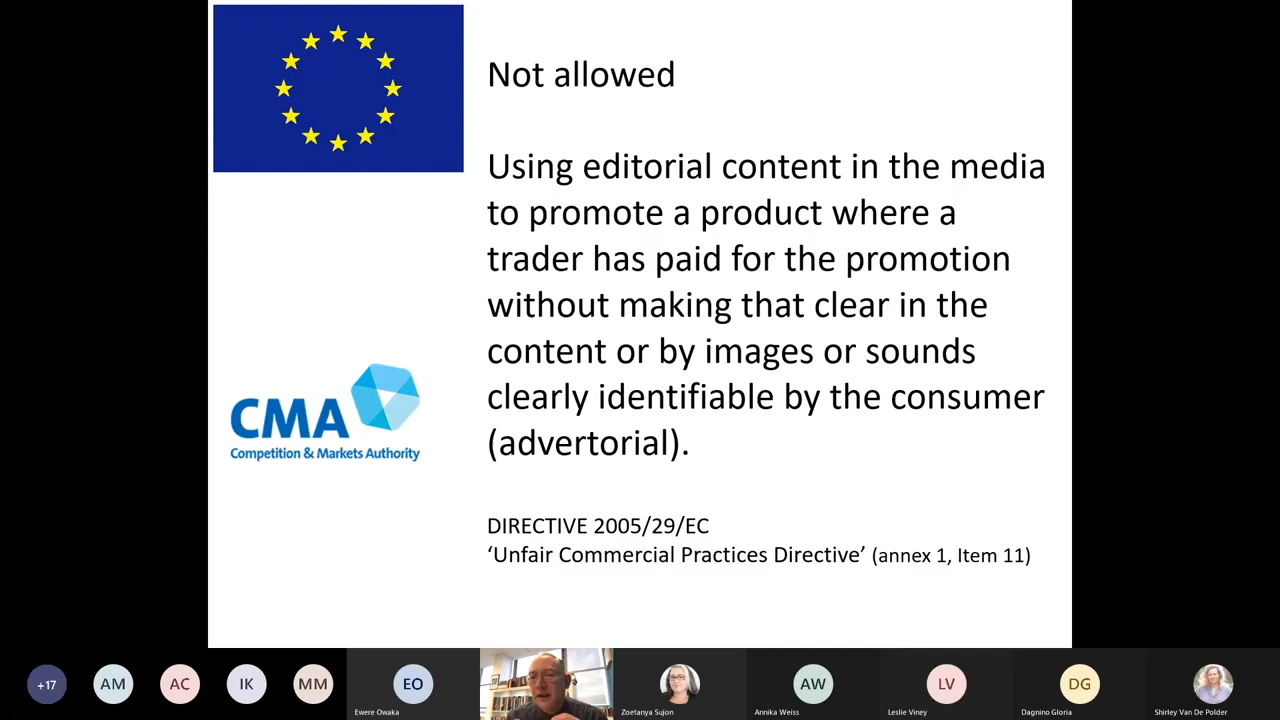 Not allowed
Using editorial content in the media
to promote a product where a
trader has paid for the promotion
without making that clear in the
content or by images or sounds
clearly identifiable by the consumer
(advertorial).
CMA
Competition & Markets Authority
DIRECTIVE 2005/29/EC
‘Unfair Commercial Practices Directive’ (annex 1, Item 11)
+17
AM
AC
IK
MM
EO
Ewere Owaka
Zoetanya Sujon
AW
Annika Weiss
LV
Leslie Viney
DG
Dagnino Gloria
Shirley Van De Polder